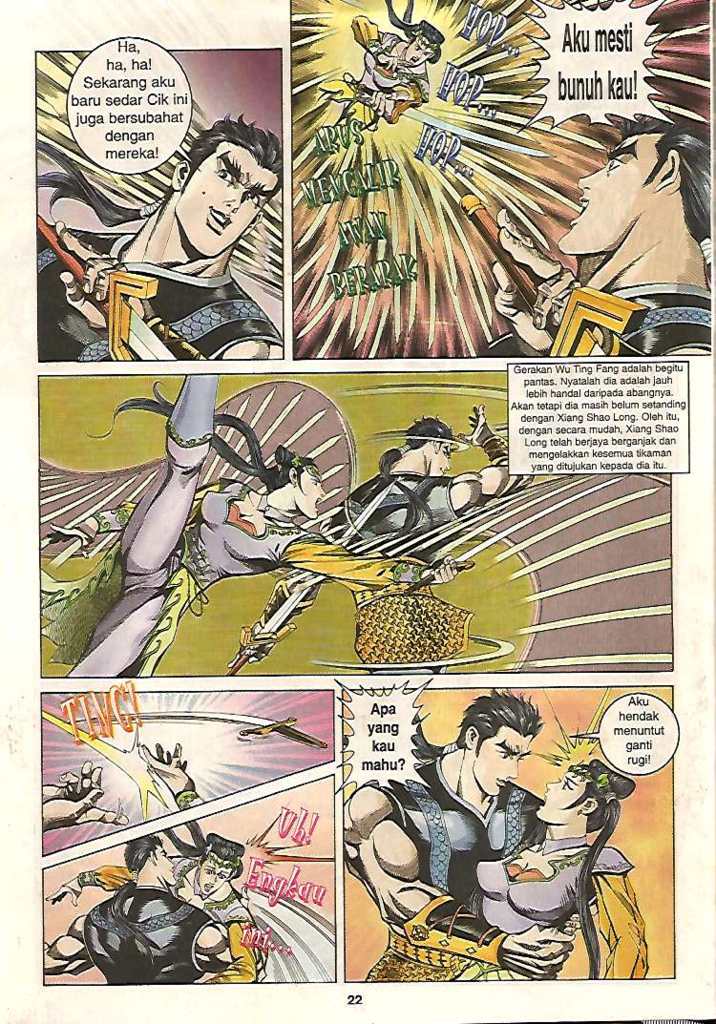 Ha,
ha, ha!
Sekarang aku
baru sedar Cik ini
juga bersubahat
dengan
mereka!
HOP...
HOP...
HOP...
Aku mesti
bunuh kau!
ARUS
MENGALIR
AWAN
BERARAK
Gerakan Wu Ting Fang adalah begitu
pantas. Nyatalah dia adalah jauh
lebih handal daripada abangnya.
Akan tetapi dia masih belum setanding
dengan Xiang Shao Long. Oleh itu,
dengan secara mudah, Xiang Shao
Long telah berjaya berganjak dan
mengelakkan kesemua tikaman
yang ditujukan kepada dia itu.
TING!
Uh!
Engkau
ini...
Apa
yang
kau
mahu?
Aku
hendak
menuntut
ganti
rugi!
22